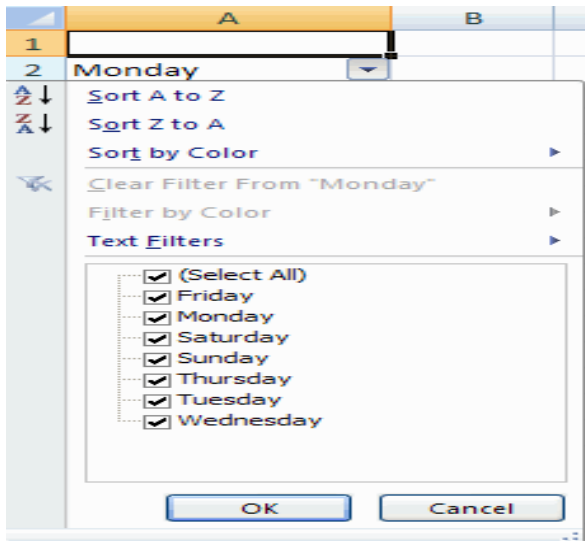 A B
1
2 Monday
Sort A to Z
Sort Z to A
Sort by Color
Clear Filter From "Monday"
Filter by Color
Text Filters
(Select All)
Friday
Monday
Saturday
Sunday
Thursday
Tuesday
Wednesday
OK Cancel